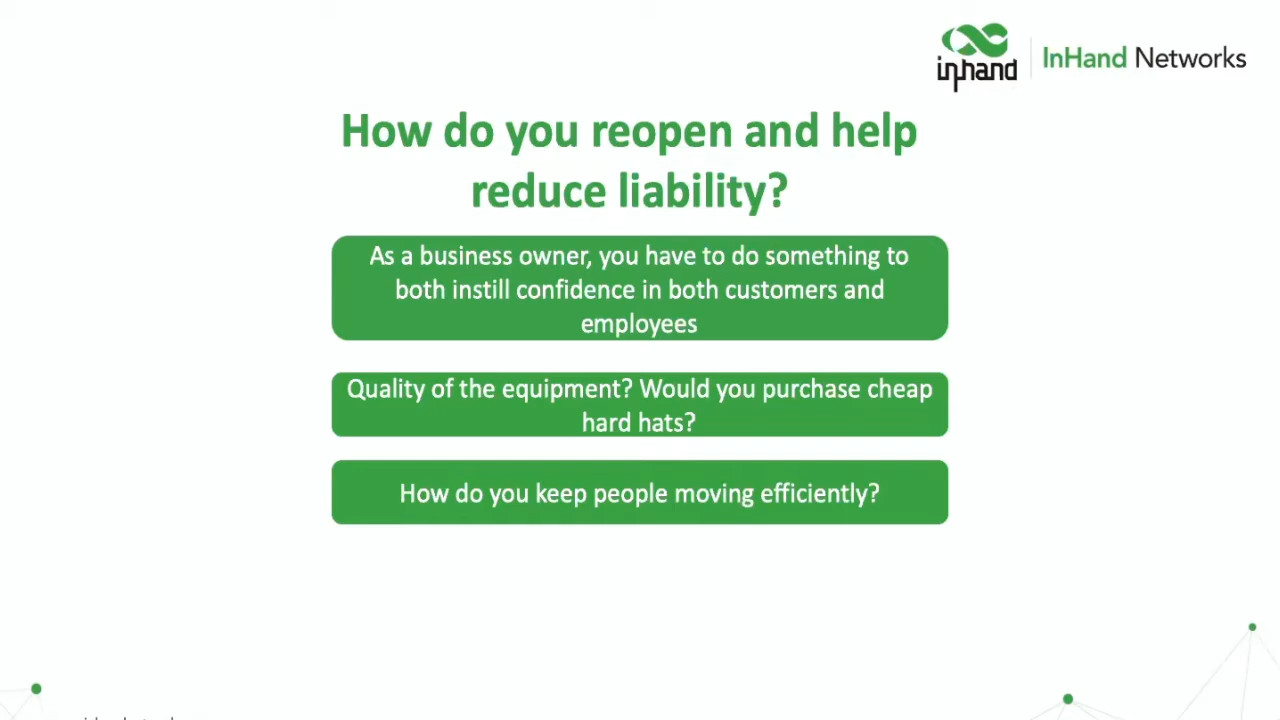 inhand
InHand Networks
How do you reopen and help
reduce liability?
As a business owner, you have to do something to
both instill confidence in both customers and
employees
Quality of the equipment? Would you purchase cheap
hard hats?
How do you keep people moving efficiently?